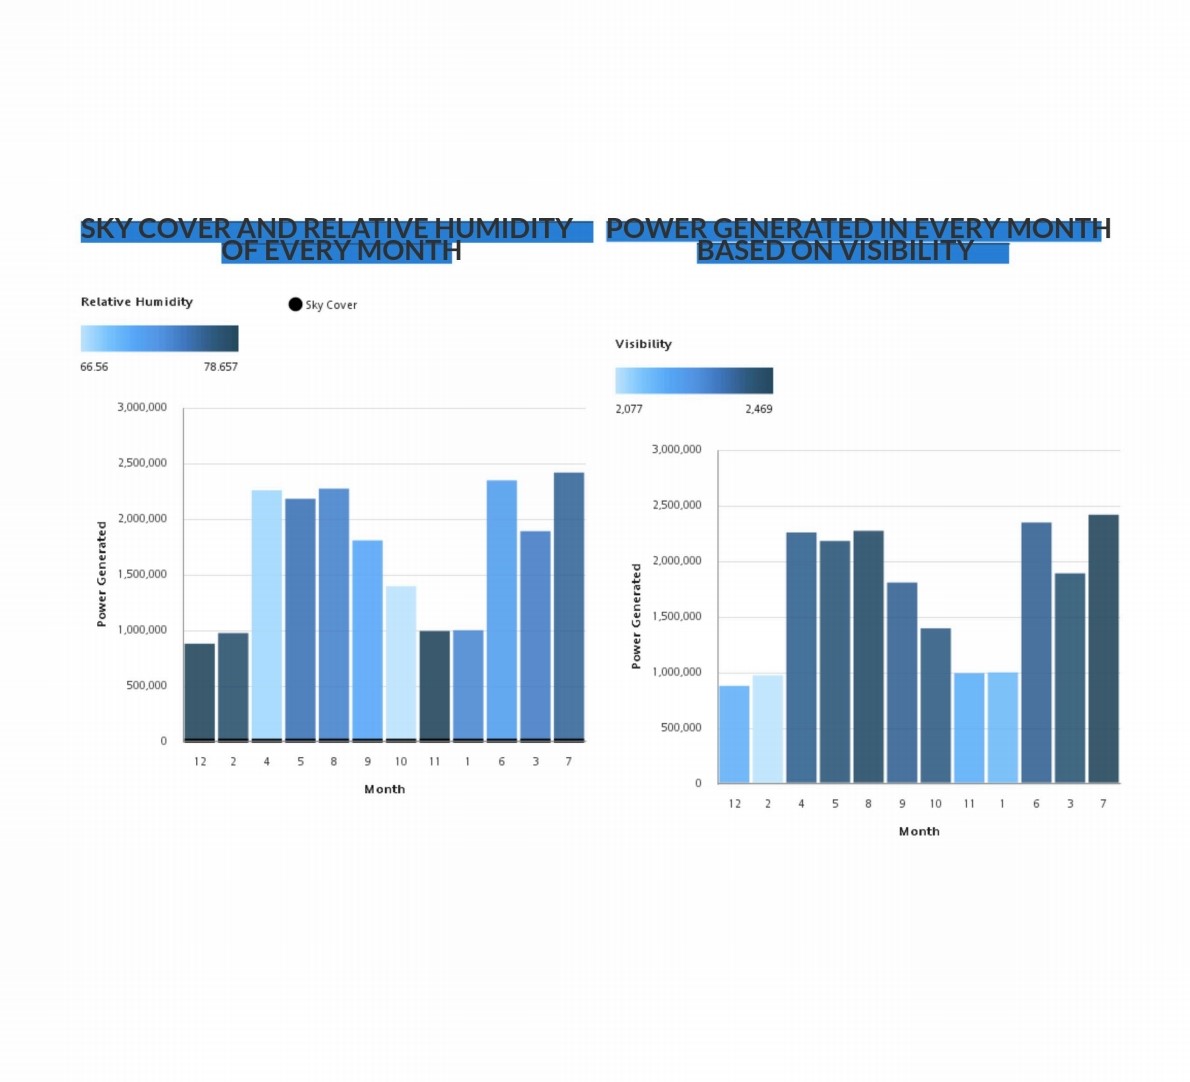 SKY COVER AND RELATIVE HUMIDITY
OF EVERY MONTH
Relative Humidity
Sky Cover
66.56 78.657
3,000,000
2,500,000
2,000,000
1,500,000
1,000,000
500,000
0
Power Generated
12 2 4 5 8 9 10 11 1 6 3 7
Month
POWER GENERATED IN EVERY MONTH
BASED ON VISIBILITY
Visibility
2,077 2,469
3,000,000
2,500,000
2,000,000
1,500,000
1,000,000
500,000
0
Power Generated
12 2 4 5 8 9 10 11 1 6 3 7
Month